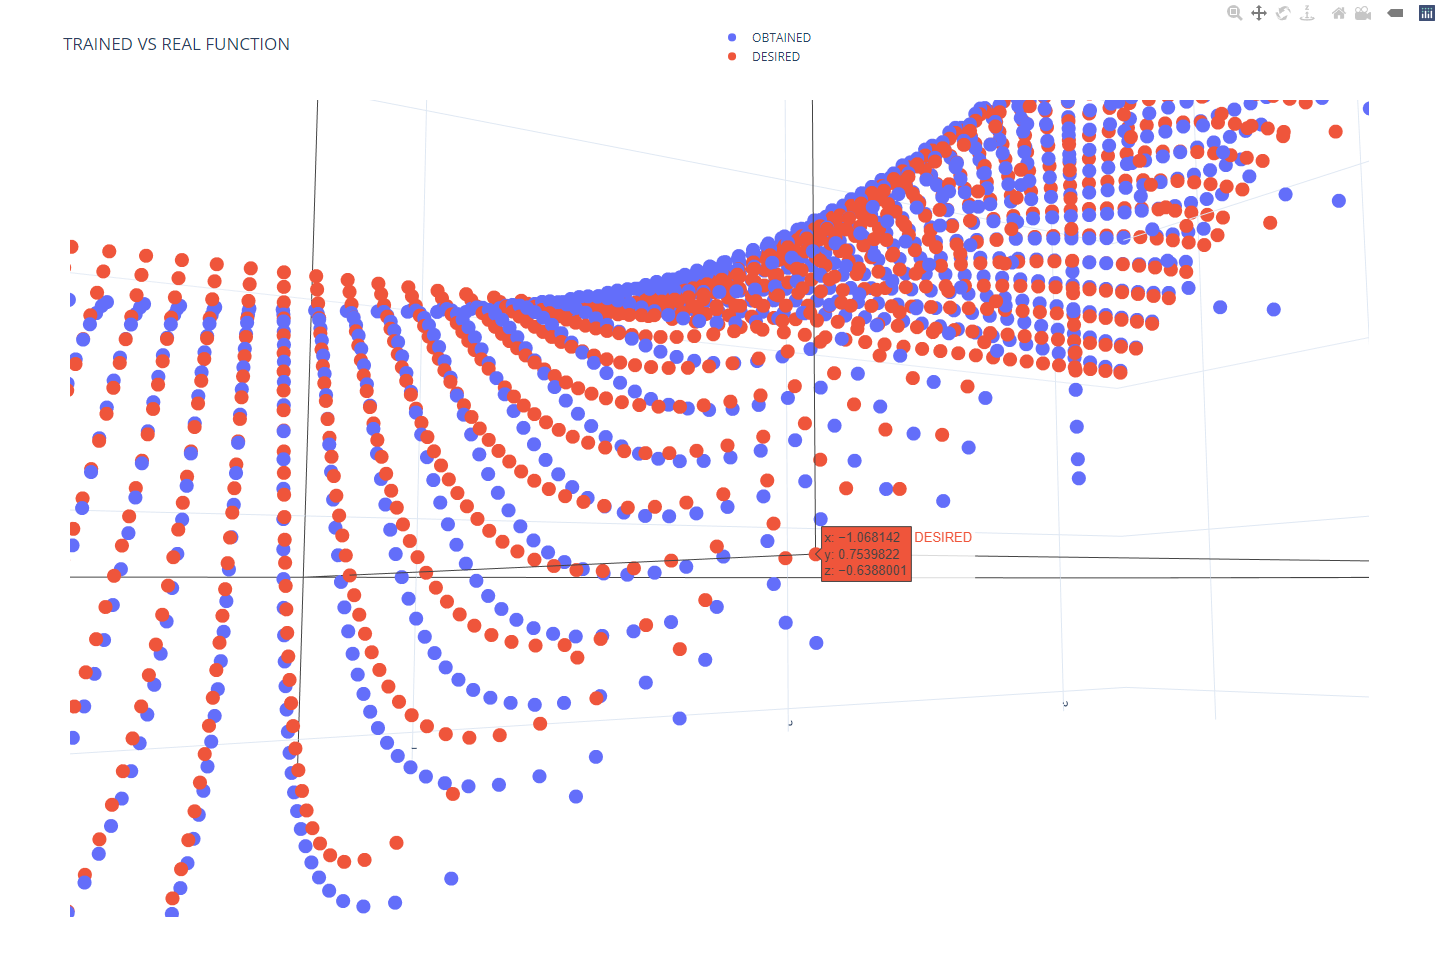 TRAINED VS REAL FUNCTION
OBTAINED
DESIRED
x: −1.068142
y: 0.7539822
z: −0.6388001
DESIRED